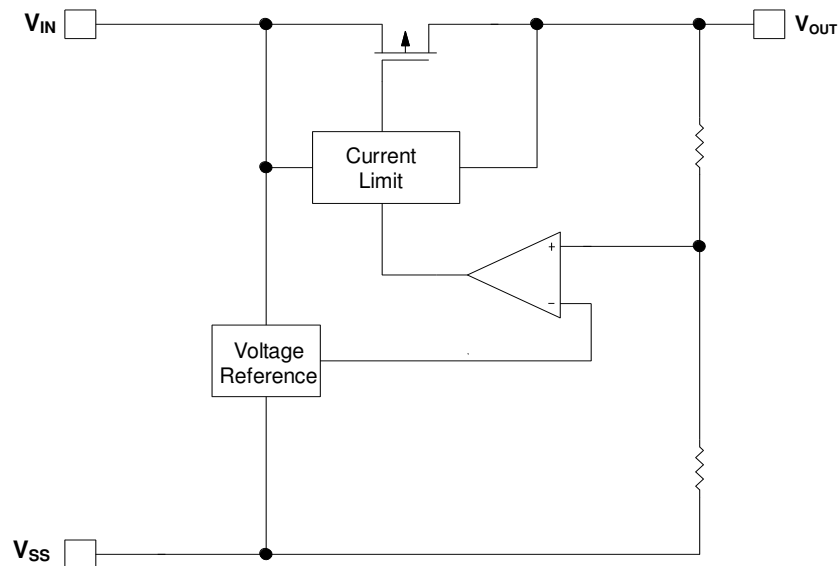 VIN
VOUT
Current
Limit
+
−
Voltage
Reference
VSS